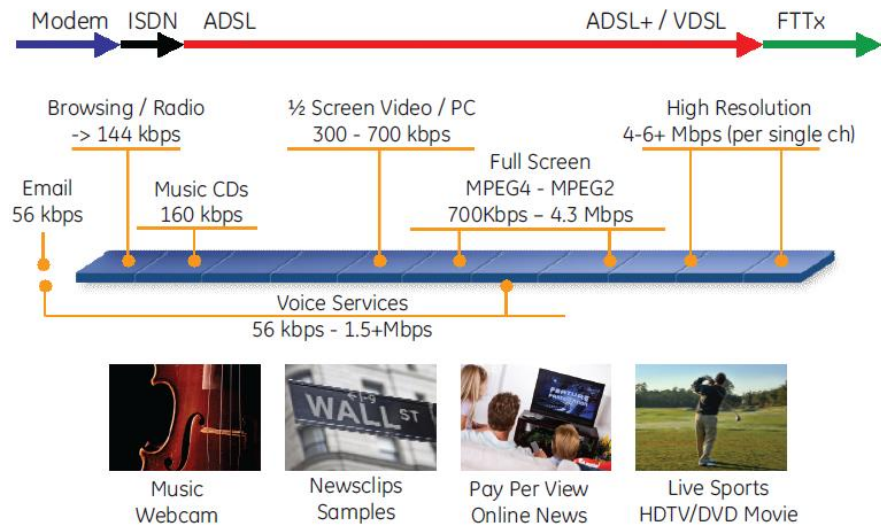 Modem ISDN ADSL ADSL+ / VDSL FTTx
Browsing / Radio
-> 144 kbps
½ Screen Video / PC
300 - 700 kbps
High Resolution
4-6+ Mbps (per single ch)
Email
56 kbps
Music CDs
160 kbps
Full Screen
MPEG4 - MPEG2
700Kbps – 4.3 Mbps
Voice Services
56 kbps - 1.5+Mbps
WALL ST
FEATURE
PRESENTATION
Music
Webcam
Newsclips
Samples
Pay Per View
Online News
Live Sports
HDTV/DVD Movie